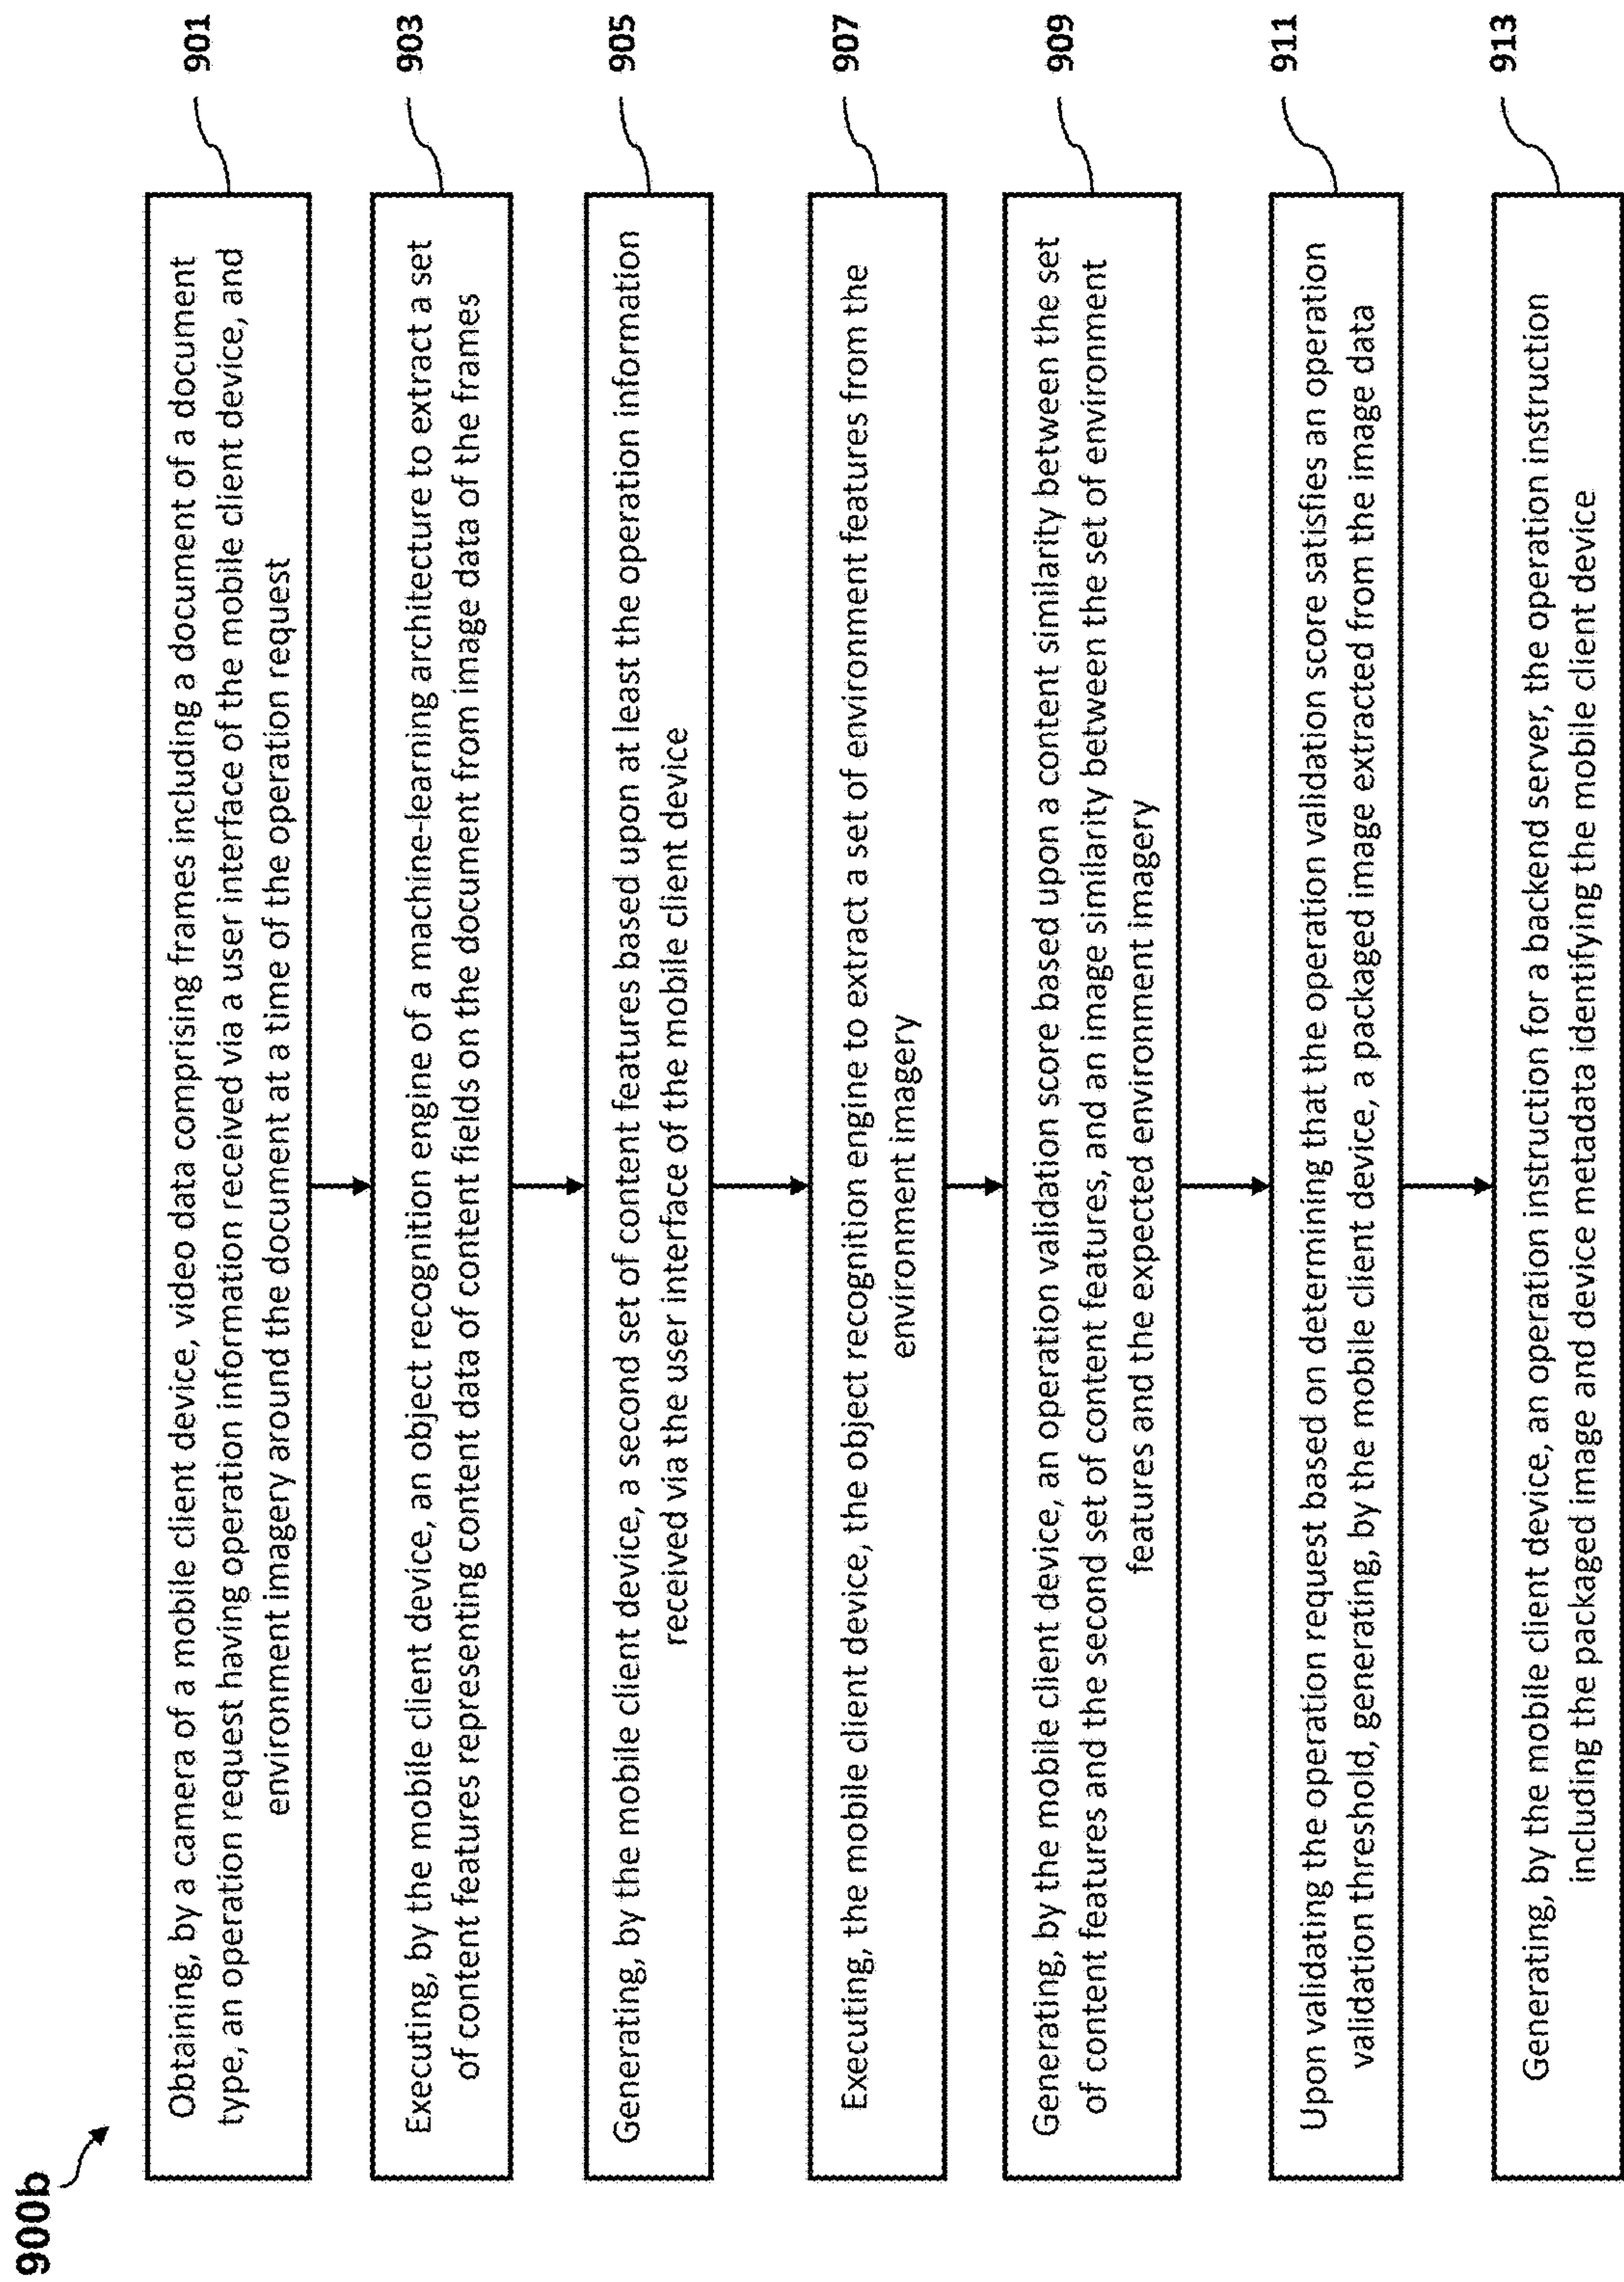 900b
Obtaining, by a camera of a mobile client device, video data comprising frames including a document of a document
type, an operation request having operation information received via a user interface of the mobile client device, and
environment imagery around the document at a time of the operation request
901
Executing, by the mobile client device, an object recognition engine of a machine-learning architecture to extract a set
of content features representing content data of content fields on the document from image data of the frames
903
Generating, by the mobile client device, a second set of content features based upon at least the operation information
received via the user interface of the mobile client device
905
Executing, the mobile client device, the object recognition engine to extract a set of environment features from the
environment imagery
907
Generating, by the mobile client device, an operation validation score based upon a content similarity between the set
of content features and the second set of content features, and an image similarity between the set of environment
features and the expected environment imagery
909
Upon validating the operation request based on determining that the operation validation score satisfies an operation
validation threshold, generating, by the mobile client device, a packaged image extracted from the image data
911
Generating, by the mobile client device, an operation instruction for a backend server, the operation instruction
including the packaged image and device metadata identifying the mobile client device
913